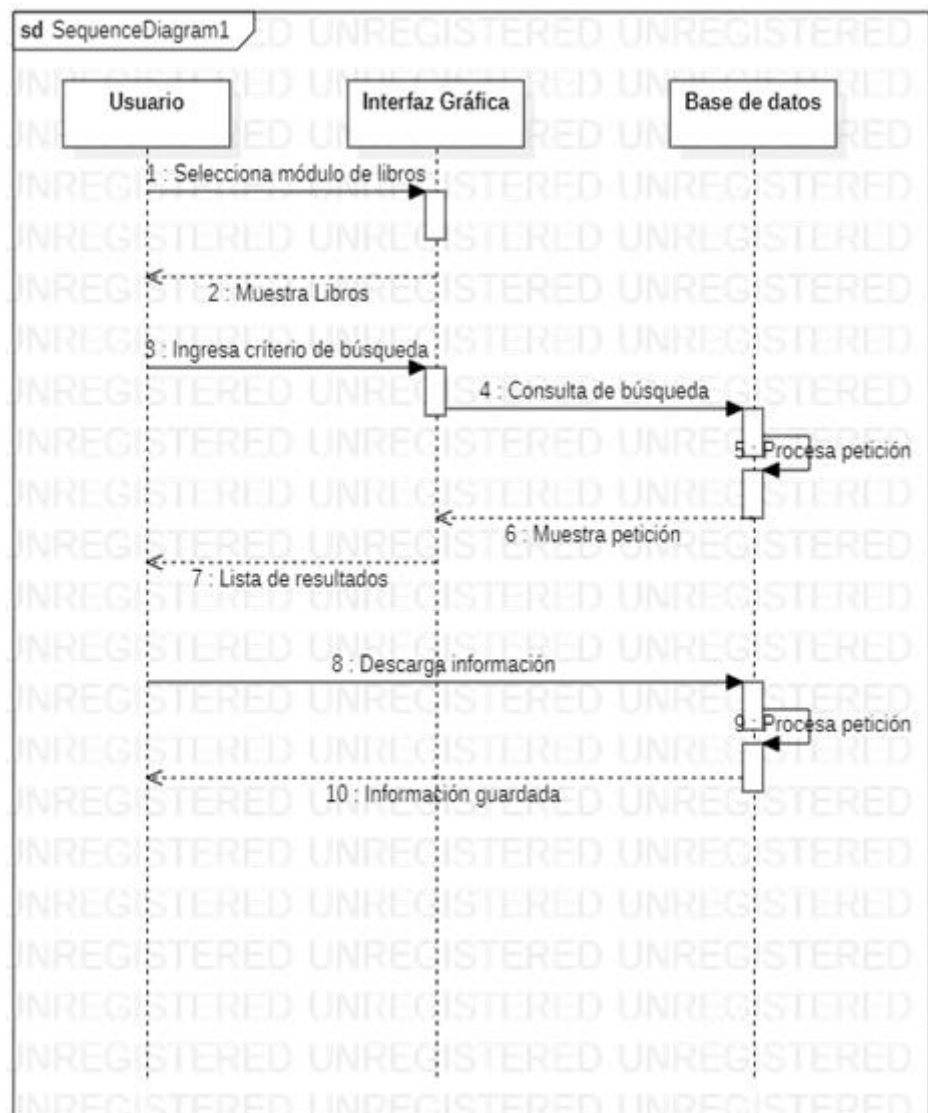 sd SequenceDiagram1
Usuario
Interfaz Gráfica
Base de datos
1 : Selecciona módulo de libros
2 : Muestra Libros
3 : Ingresa criterio de búsqueda
4 : Consulta de búsqueda
5 : Procesa petición
6 : Muestra petición
7 : Lista de resultados
8 : Descarga información
9 : Procesa petición
10 : Información guardada
UNREGISTERED UNREGISTERED